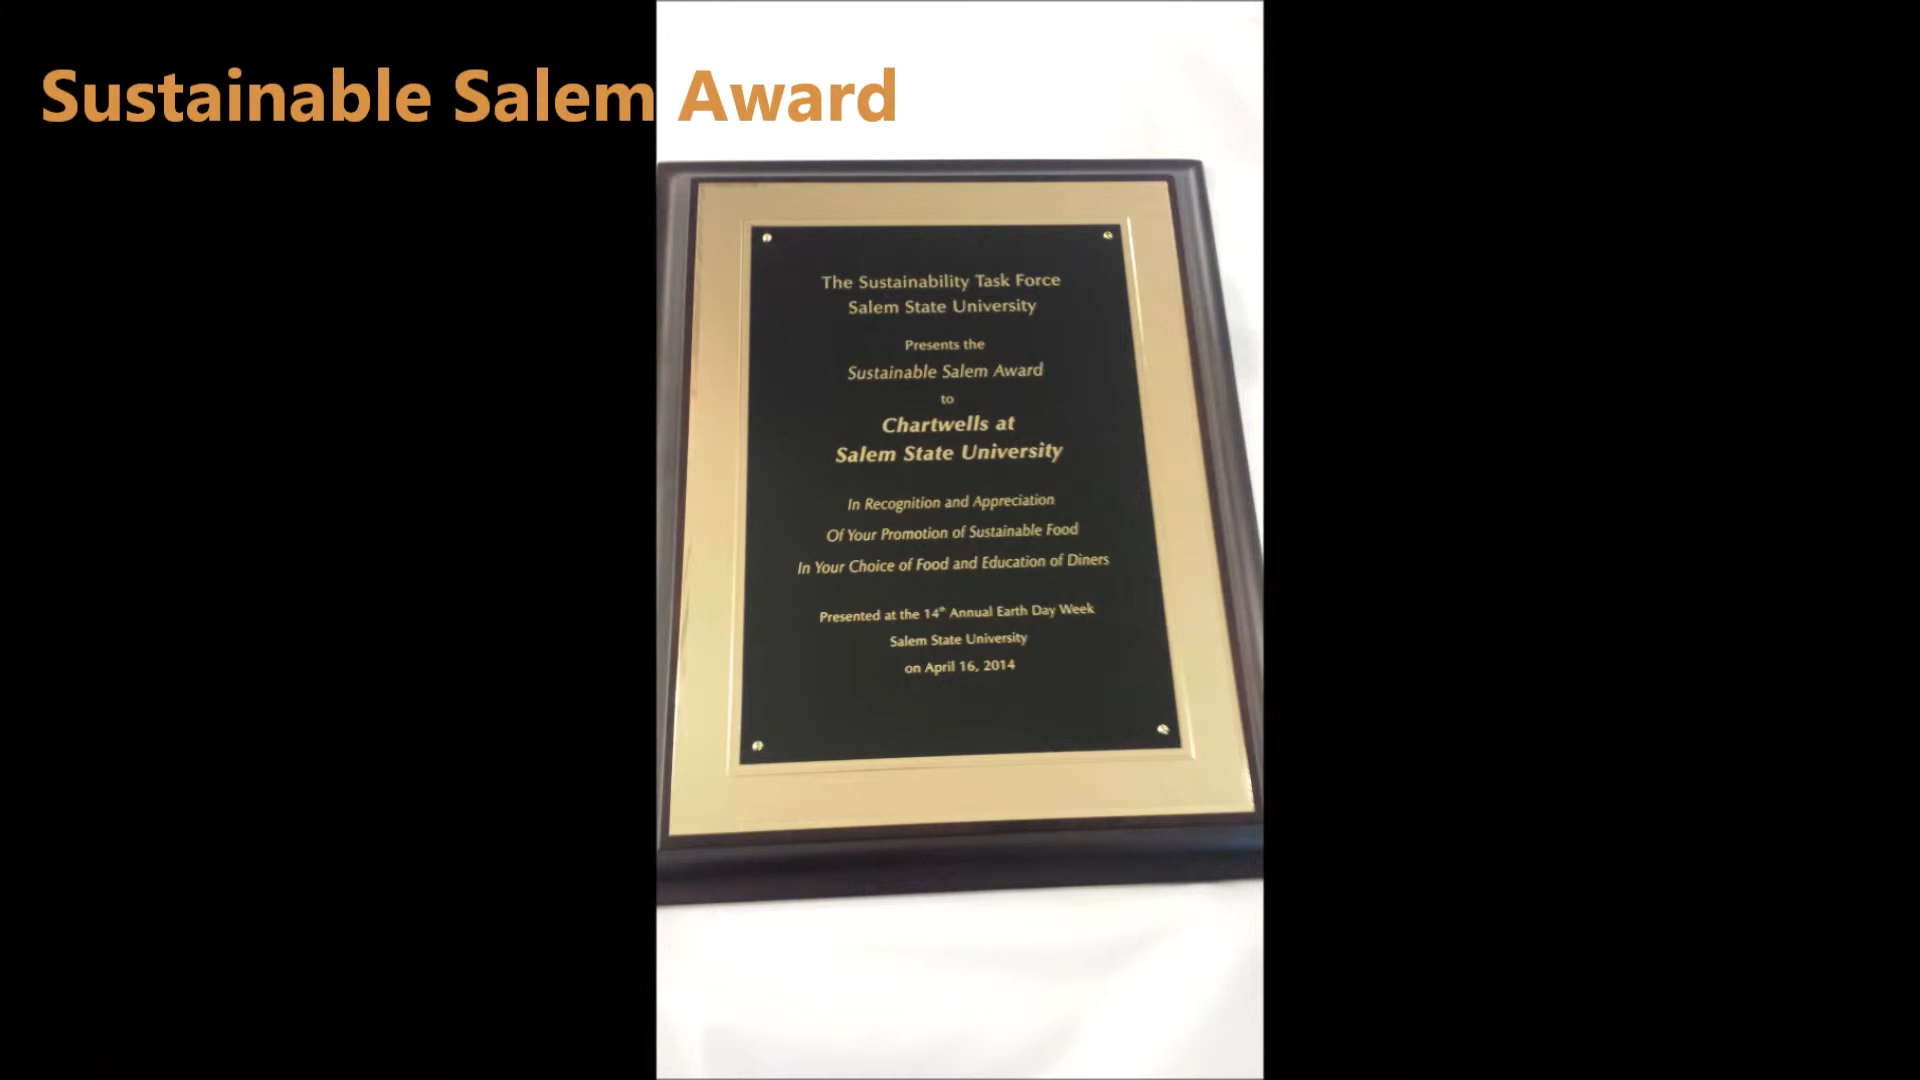 Sustainable Salem Award
The Sustainability Task Force
Salem State University
Presents the
Sustainable Salem Award
to
Chartwells at
Salem State University
In Recognition and Appreciation
Of Your Promotion of Sustainable Food
In Your Choice of Food and Education of Diners
Presented at the 14th Annual Earth Day Week
Salem State University
on April 16, 2014